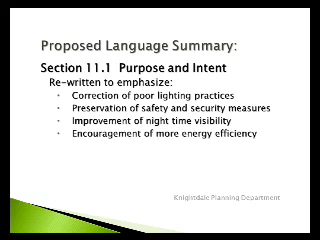 Proposed Language Summary:
Section 11.1 Purpose and Intent
Re-written to emphasize:
• Correction of poor lighting practices
• Preservation of safety and security measures
• Improvement of night time visibility
• Encouragement of more energy efficiency
Knightdale Planning Department